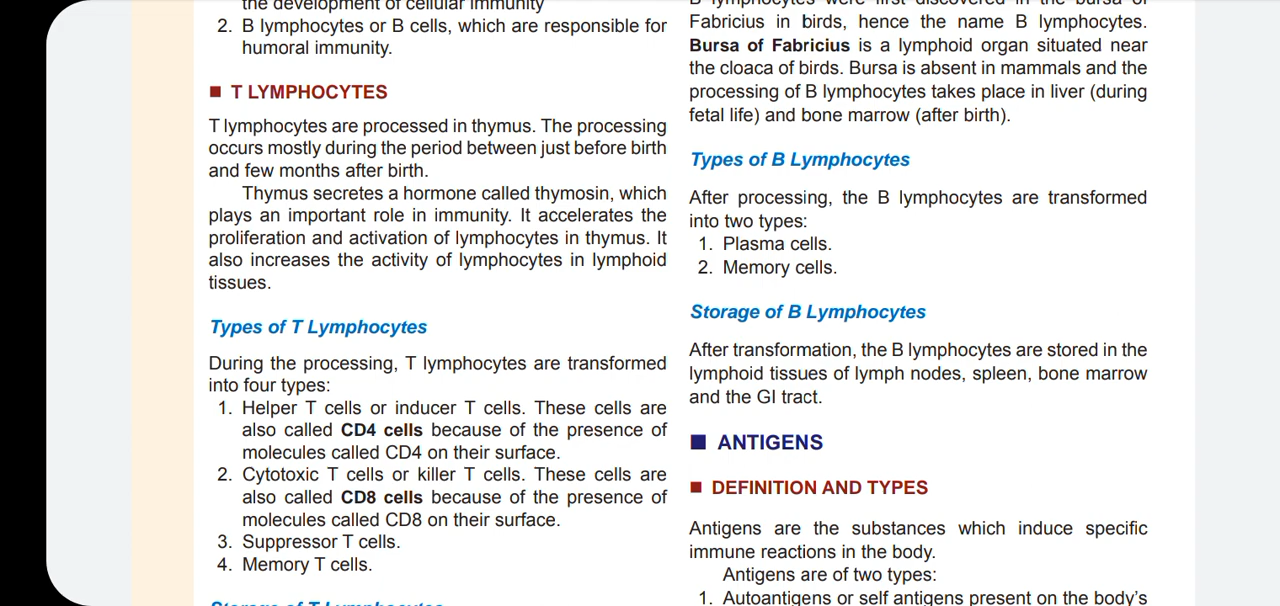 the development of cellular immunity
2. B lymphocytes or B cells, which are responsible for
humoral immunity.
■ T LYMPHOCYTES
T lymphocytes are processed in thymus. The processing
occurs mostly during the period between just before birth
and few months after birth.
Thymus secretes a hormone called thymosin, which
plays an important role in immunity. It accelerates the
proliferation and activation of lymphocytes in thymus. It
also increases the activity of lymphocytes in lymphoid
tissues.
Types of T Lymphocytes
During the processing, T lymphocytes are transformed
into four types:
1. Helper T cells or inducer T cells. These cells are
also called CD4 cells because of the presence of
molecules called CD4 on their surface.
2. Cytotoxic T cells or killer T cells. These cells are
also called CD8 cells because of the presence of
molecules called CD8 on their surface.
3. Suppressor T cells.
4. Memory T cells.
Storage of T Lymphocytes
B lymphocytes were first discovered in the bursa of
Fabricius in birds, hence the name B lymphocytes.
Bursa of Fabricius is a lymphoid organ situated near
the cloaca of birds. Bursa is absent in mammals and the
processing of B lymphocytes takes place in liver (during
fetal life) and bone marrow (after birth).
Types of B Lymphocytes
After processing, the B lymphocytes are transformed
into two types:
1. Plasma cells.
2. Memory cells.
Storage of B Lymphocytes
After transformation, the B lymphocytes are stored in the
lymphoid tissues of lymph nodes, spleen, bone marrow
and the GI tract.
■ ANTIGENS
■ DEFINITION AND TYPES
Antigens are the substances which induce specific
immune reactions in the body.
Antigens are of two types:
1. Autoantigens or self antigens present on the body's